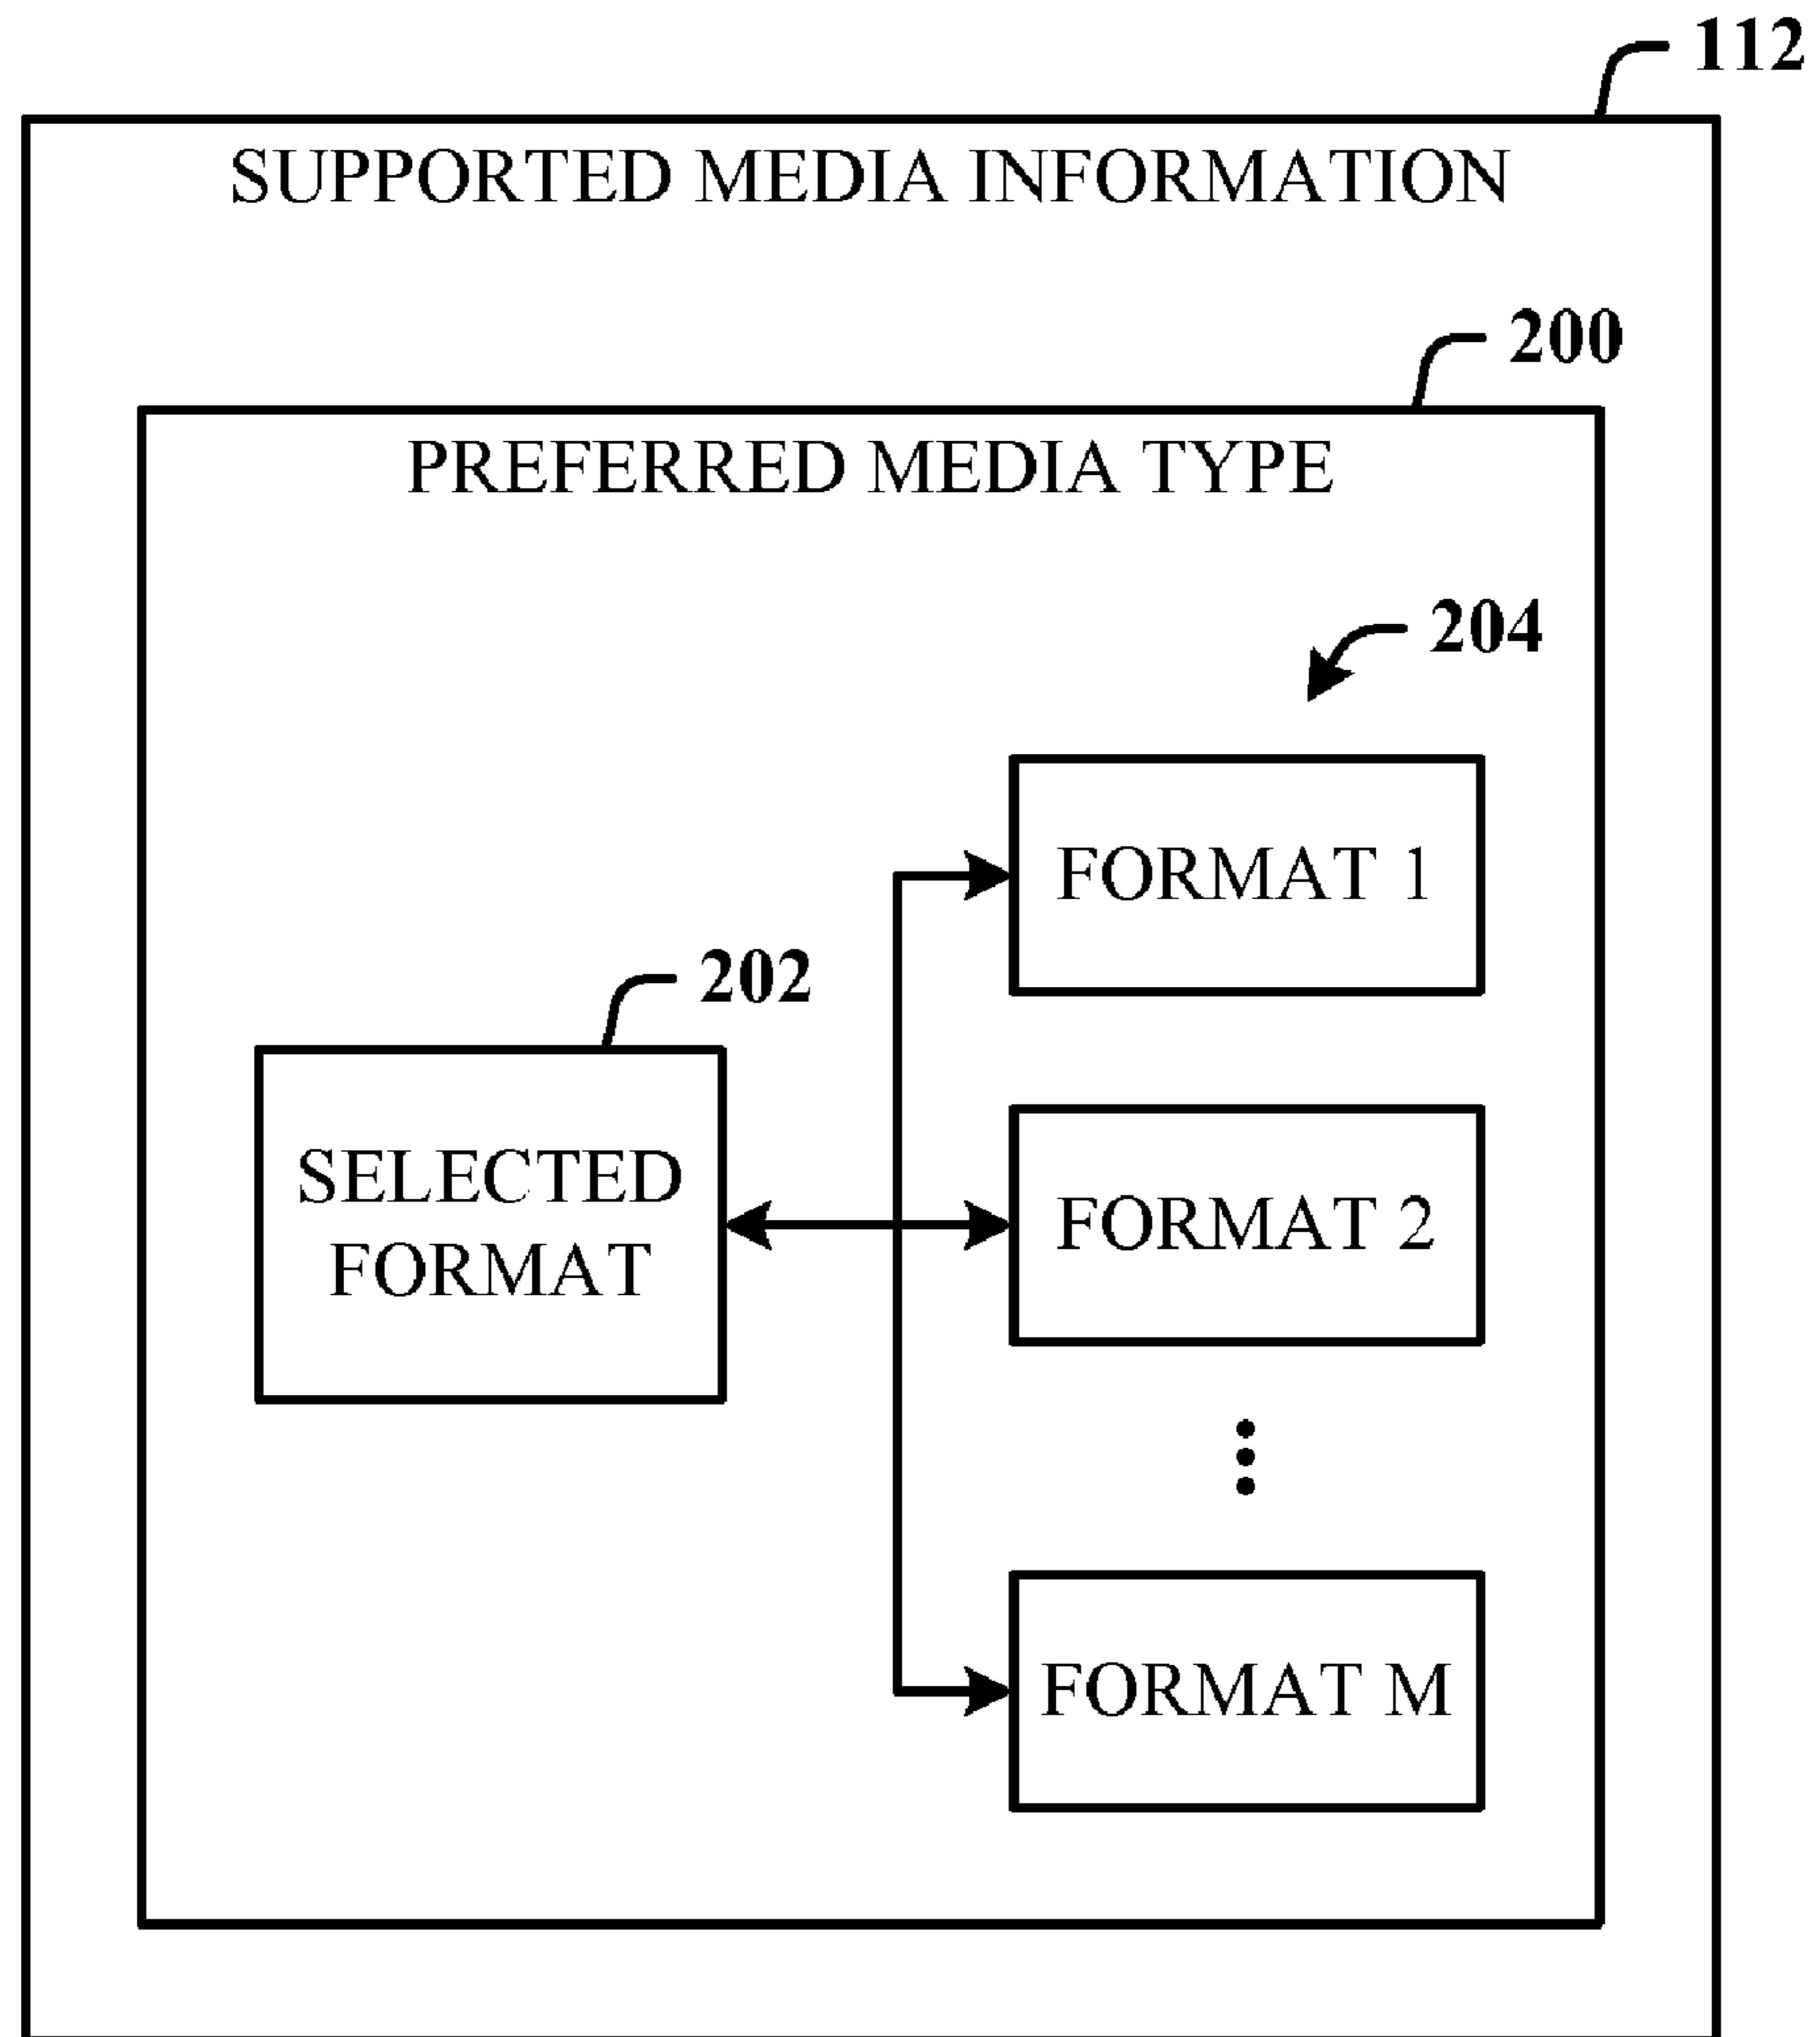 112
SUPPORTED MEDIA INFORMATION
200
PREFERRED MEDIA TYPE
204
FORMAT 1
202
SELECTED
FORMAT
FORMAT 2
FORMAT M